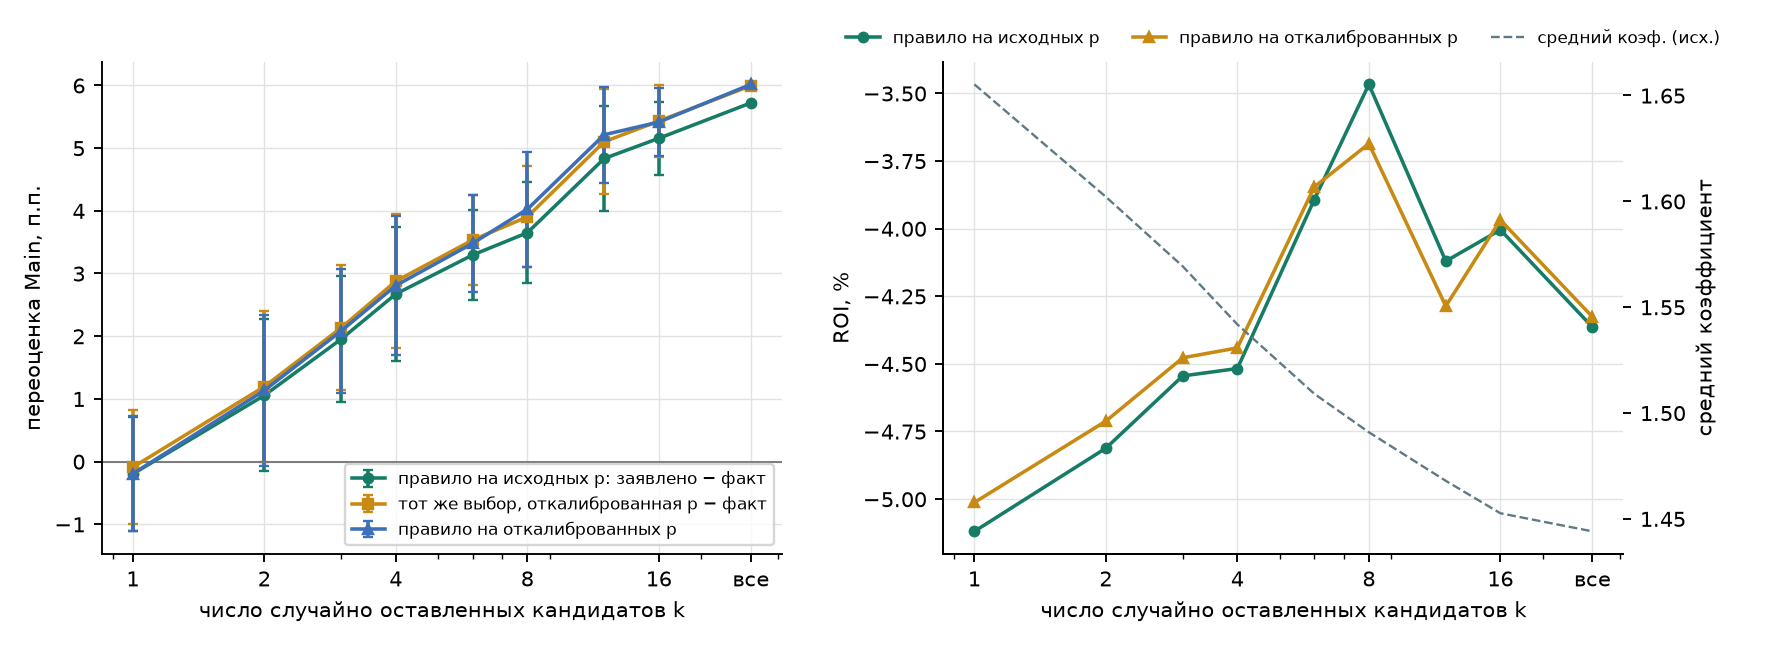 правило на исходных p
правило на откалиброванных p
средний коэф. (исх.)
переоценка Main, п.п.
6
5
4
3
2
1
0
−1
правило на исходных p: заявлено − факт
тот же выбор, откалиброванная p − факт
правило на откалиброванных p
1
2
4
8
16
все
число случайно оставленных кандидатов k
ROI, %
−3.50
−3.75
−4.00
−4.25
−4.50
−4.75
−5.00
1.65
1.60
1.55
1.50
1.45
средний коэффициент
1
2
4
8
16
все
число случайно оставленных кандидатов k